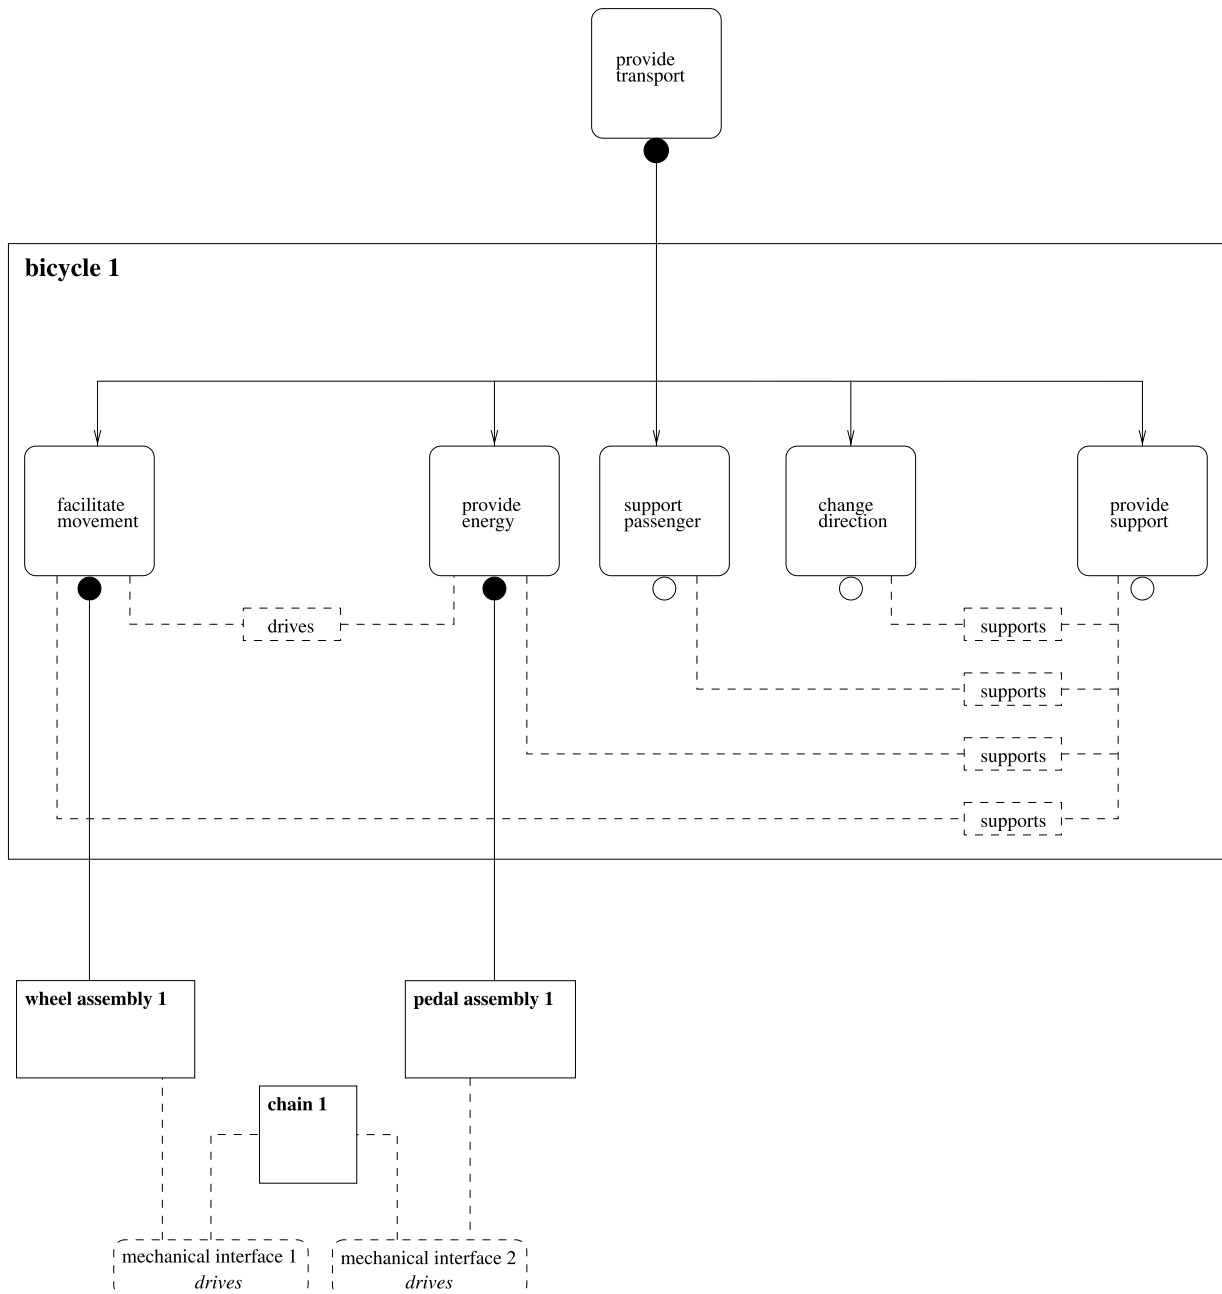 provide
transport
bicycle 1
facilitate
movement
provide
energy
support
passenger
change
direction
provide
support
drives
supports
supports
supports
supports
wheel assembly 1
pedal assembly 1
chain 1
mechanical interface 1
drives
mechanical interface 2
drives